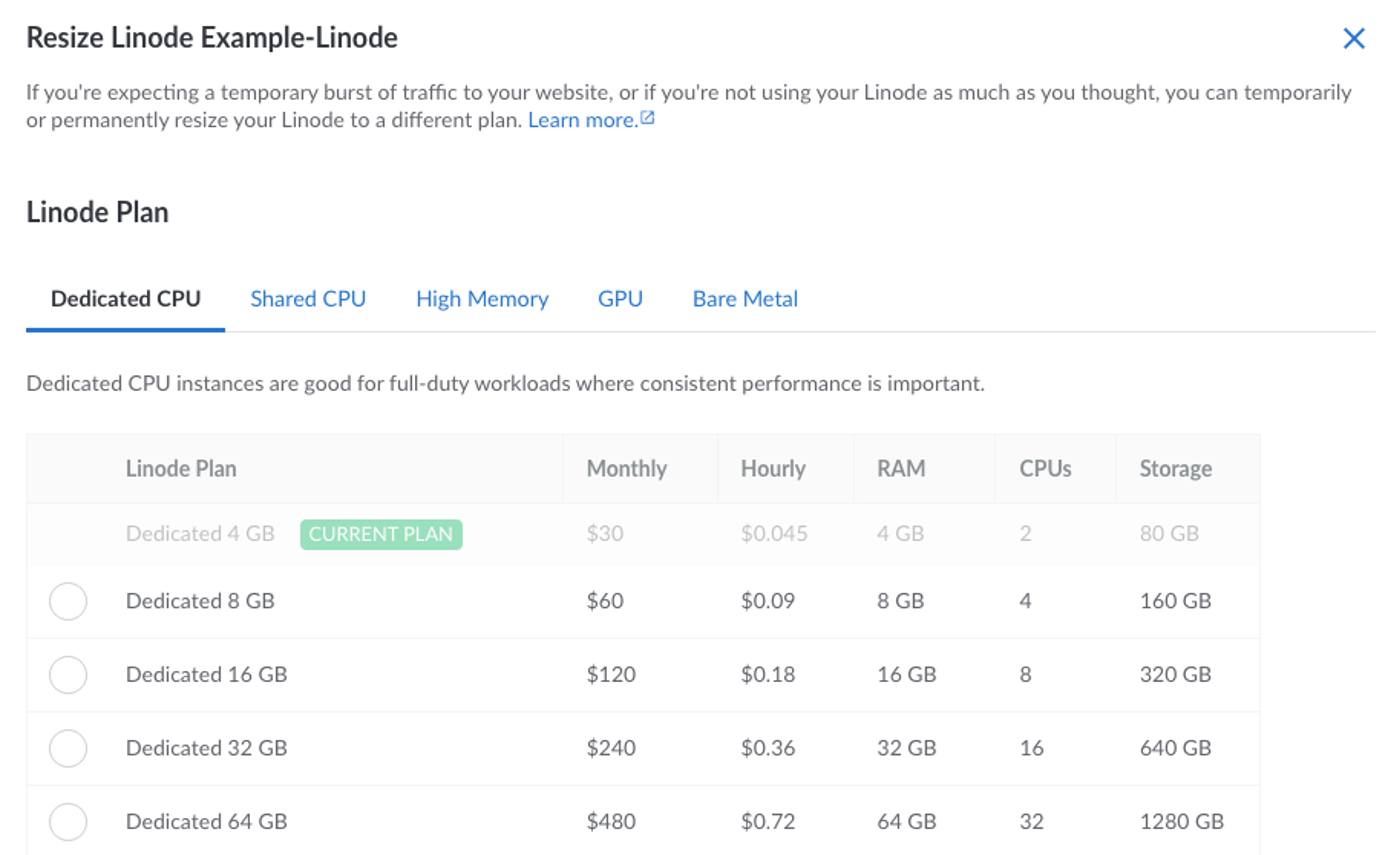 Resize Linode Example-Linode
If you're expecting a temporary burst of traffic to your website, or if you're not using your Linode as much as you thought, you can temporarily
or permanently resize your Linode to a different plan. Learn more.
Linode Plan
Dedicated CPU Shared CPU High Memory GPU Bare Metal
Dedicated CPU instances are good for full-duty workloads where consistent performance is important.
Linode Plan Monthly Hourly RAM CPUs Storage
Dedicated 4 GB CURRENT PLAN $30 $0.045 4 GB 2 80 GB
Dedicated 8 GB $60 $0.09 8 GB 4 160 GB
Dedicated 16 GB $120 $0.18 16 GB 8 320 GB
Dedicated 32 GB $240 $0.36 32 GB 16 640 GB
Dedicated 64 GB $480 $0.72 64 GB 32 1280 GB